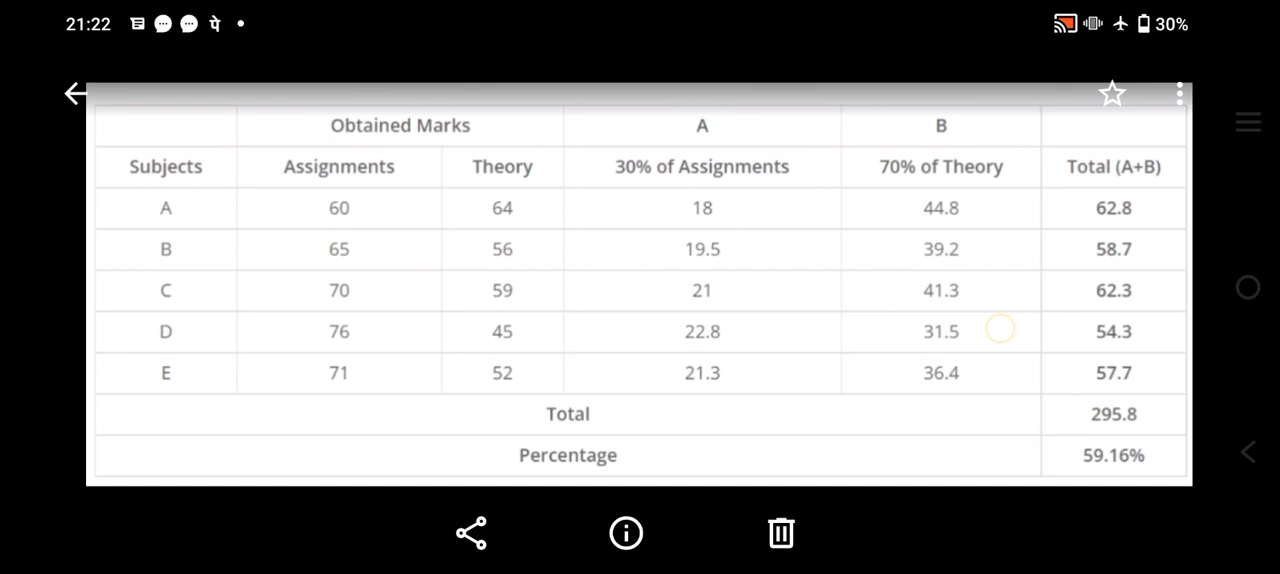 21:22 पे 30%
Obtained Marks A B
Subjects Assignments Theory 30% of Assignments 70% of Theory Total (A+B)
A 60 64 18 44.8 62.8
B 65 56 19.5 39.2 58.7
C 70 59 21 41.3 62.3
D 76 45 22.8 31.5 54.3
E 71 52 21.3 36.4 57.7
Total 295.8
Percentage 59.16%